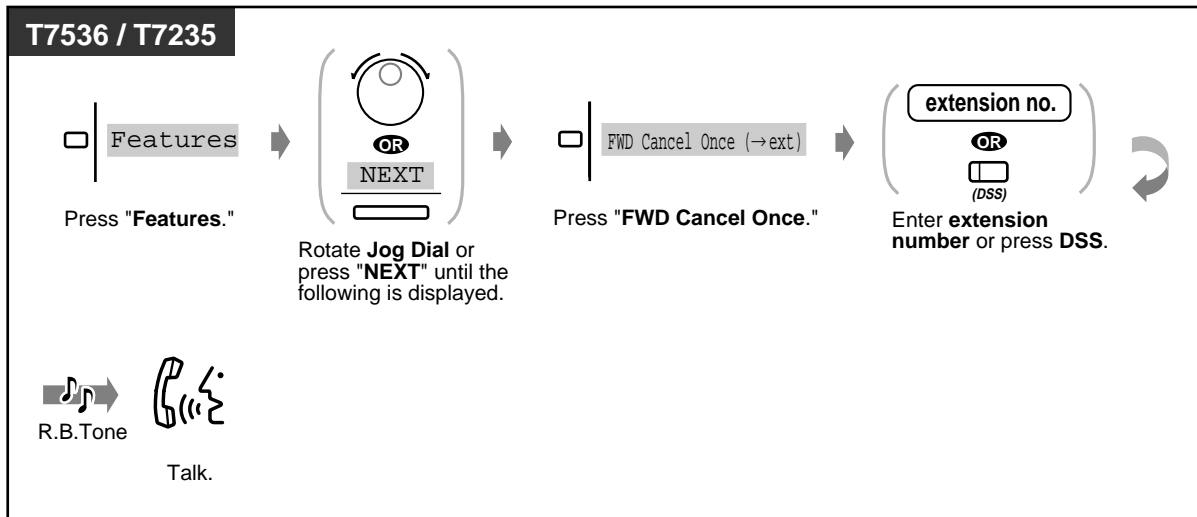 T7536 / T7235
Features
Press "Features."
OR
NEXT
Rotate Jog Dial or
press "NEXT" until the
following is displayed.
FWD Cancel Once (→ext)
Press "FWD Cancel Once."
extension no.
OR
(DSS)
Enter extension
number or press DSS.
R.B.Tone
Talk.